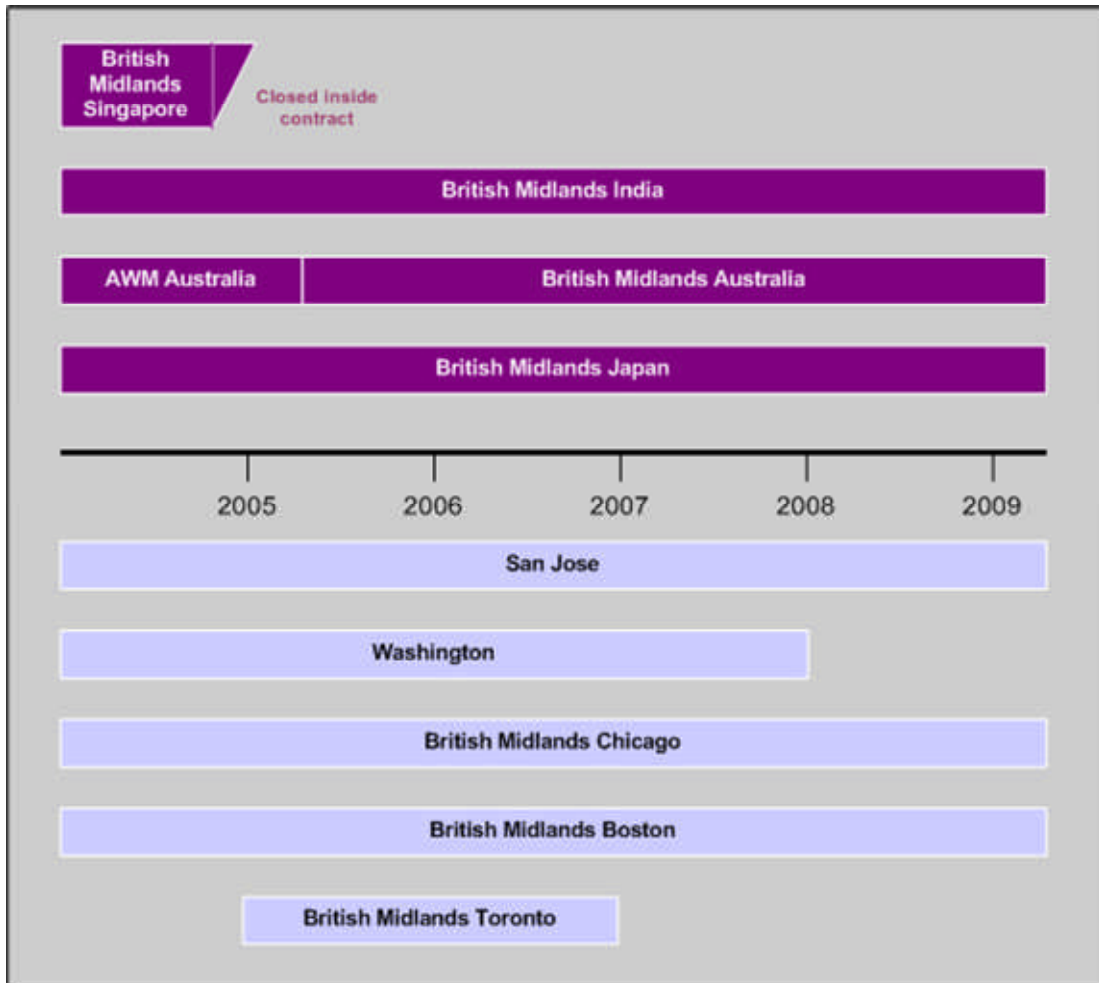 British
Midlands
Singapore
Closed inside
contract
British Midlands India
AWM Australia
British Midlands Australia
British Midlands Japan
2005
2006
2007
2008
2009
San Jose
Washington
British Midlands Chicago
British Midlands Boston
British Midlands Toronto